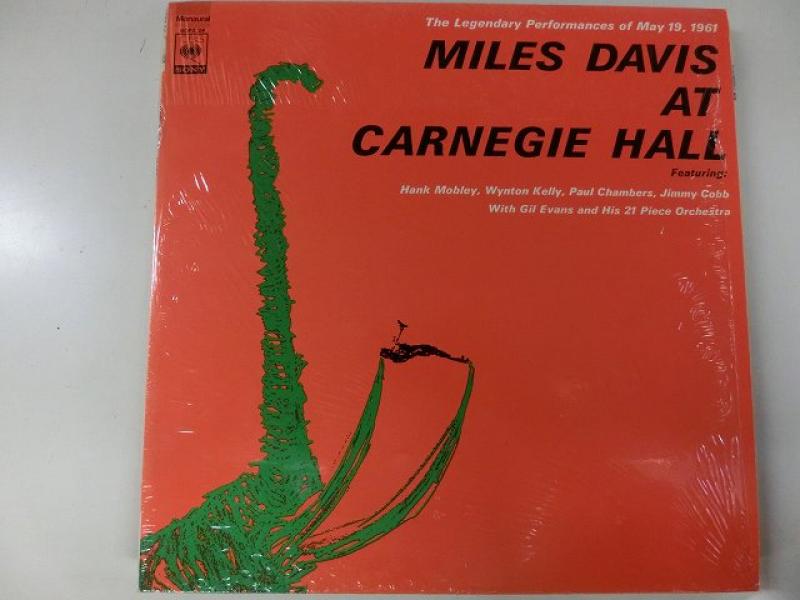 Monaural
SONY
The Legendary Performances of May 19, 1961
MILES DAVIS
AT
CARNEGIE HALL
Featuring:
Hank Mobley, Wynton Kelly, Paul Chambers, Jimmy Cobb
With Gil Evans and His 21 Piece Orchestra